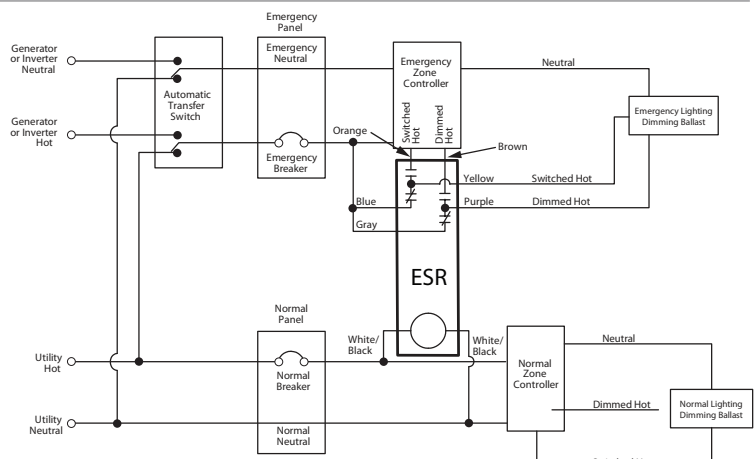 Emergency
Panel
Generator
or Inverter
Neutral
Emergency
Neutral
Emergency
Zone
Controller
Neutral
Automatic
Transfer
Switch
Emergency Lighting
Dimming Ballast
Generator
or Inverter
Hot
Orange
Switched
Hot
Dimmed
Hot
Brown
Emergency
Breaker
Yellow
Switched Hot
Blue
Purple
Dimmed Hot
Gray
ESR
Normal
Panel
White/
Black
White/
Black
Utility
Hot
Normal
Breaker
Normal
Zone
Controller
Neutral
Dimmed Hot
Normal Lighting
Dimming Ballast
Utility
Neutral
Normal
Neutral